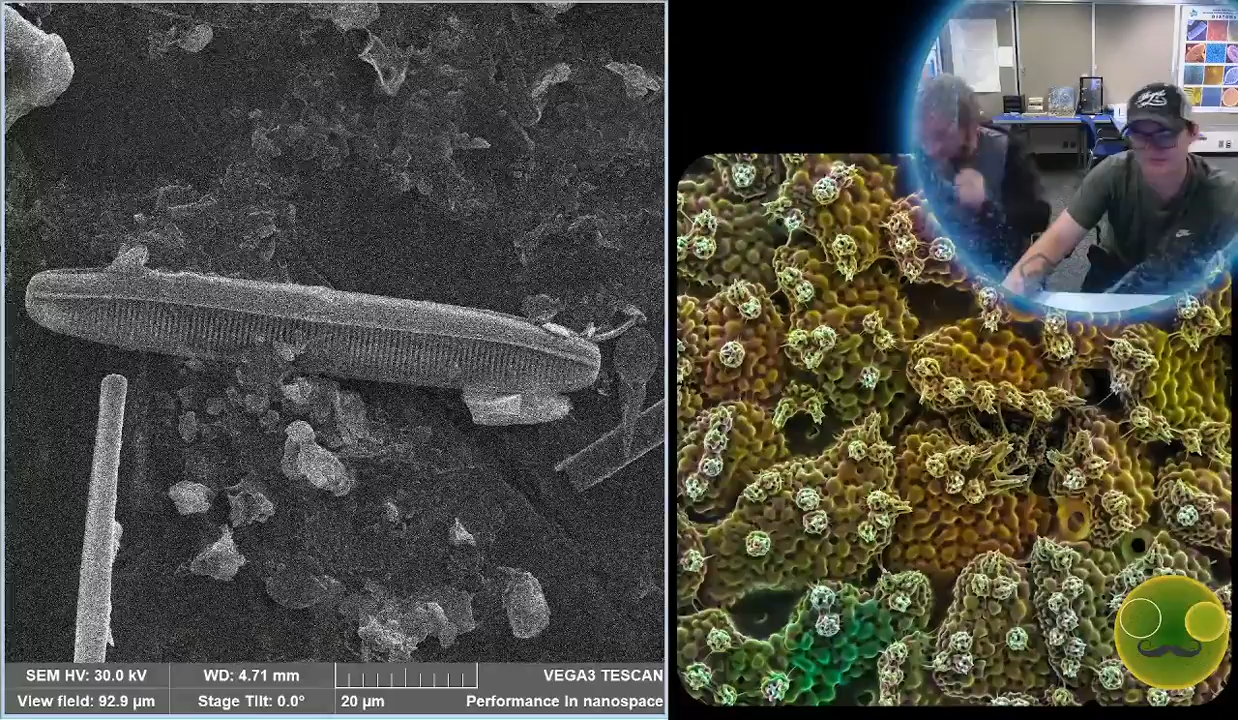 SEM HV: 30.0 kV
WD: 4.71 mm
VEGA3 TESCAN
View field: 92.9 µm
Stage Tilt: 0.0°
20 µm
Performance in nanospace